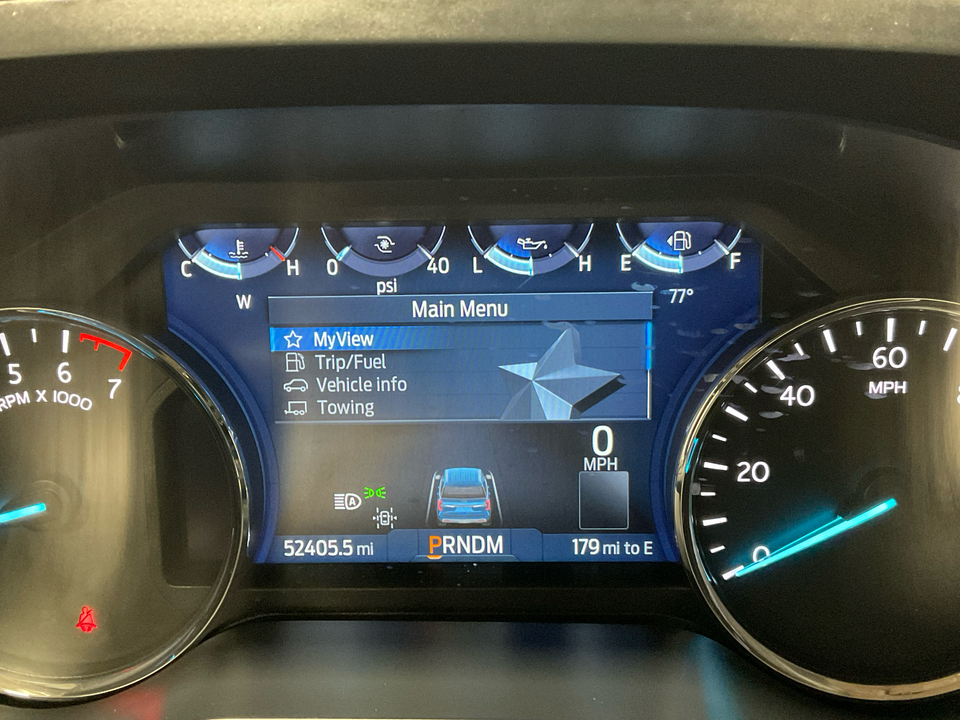 C H 0 40 L H E F
psi
W 77°
Main Menu
MyView
Trip/Fuel
Vehicle info
Towing
0
MPH
A
52405.5 mi PRNDM 179 mi to E
5 6 7
RPM X 1000
0 20 40 60
MPH